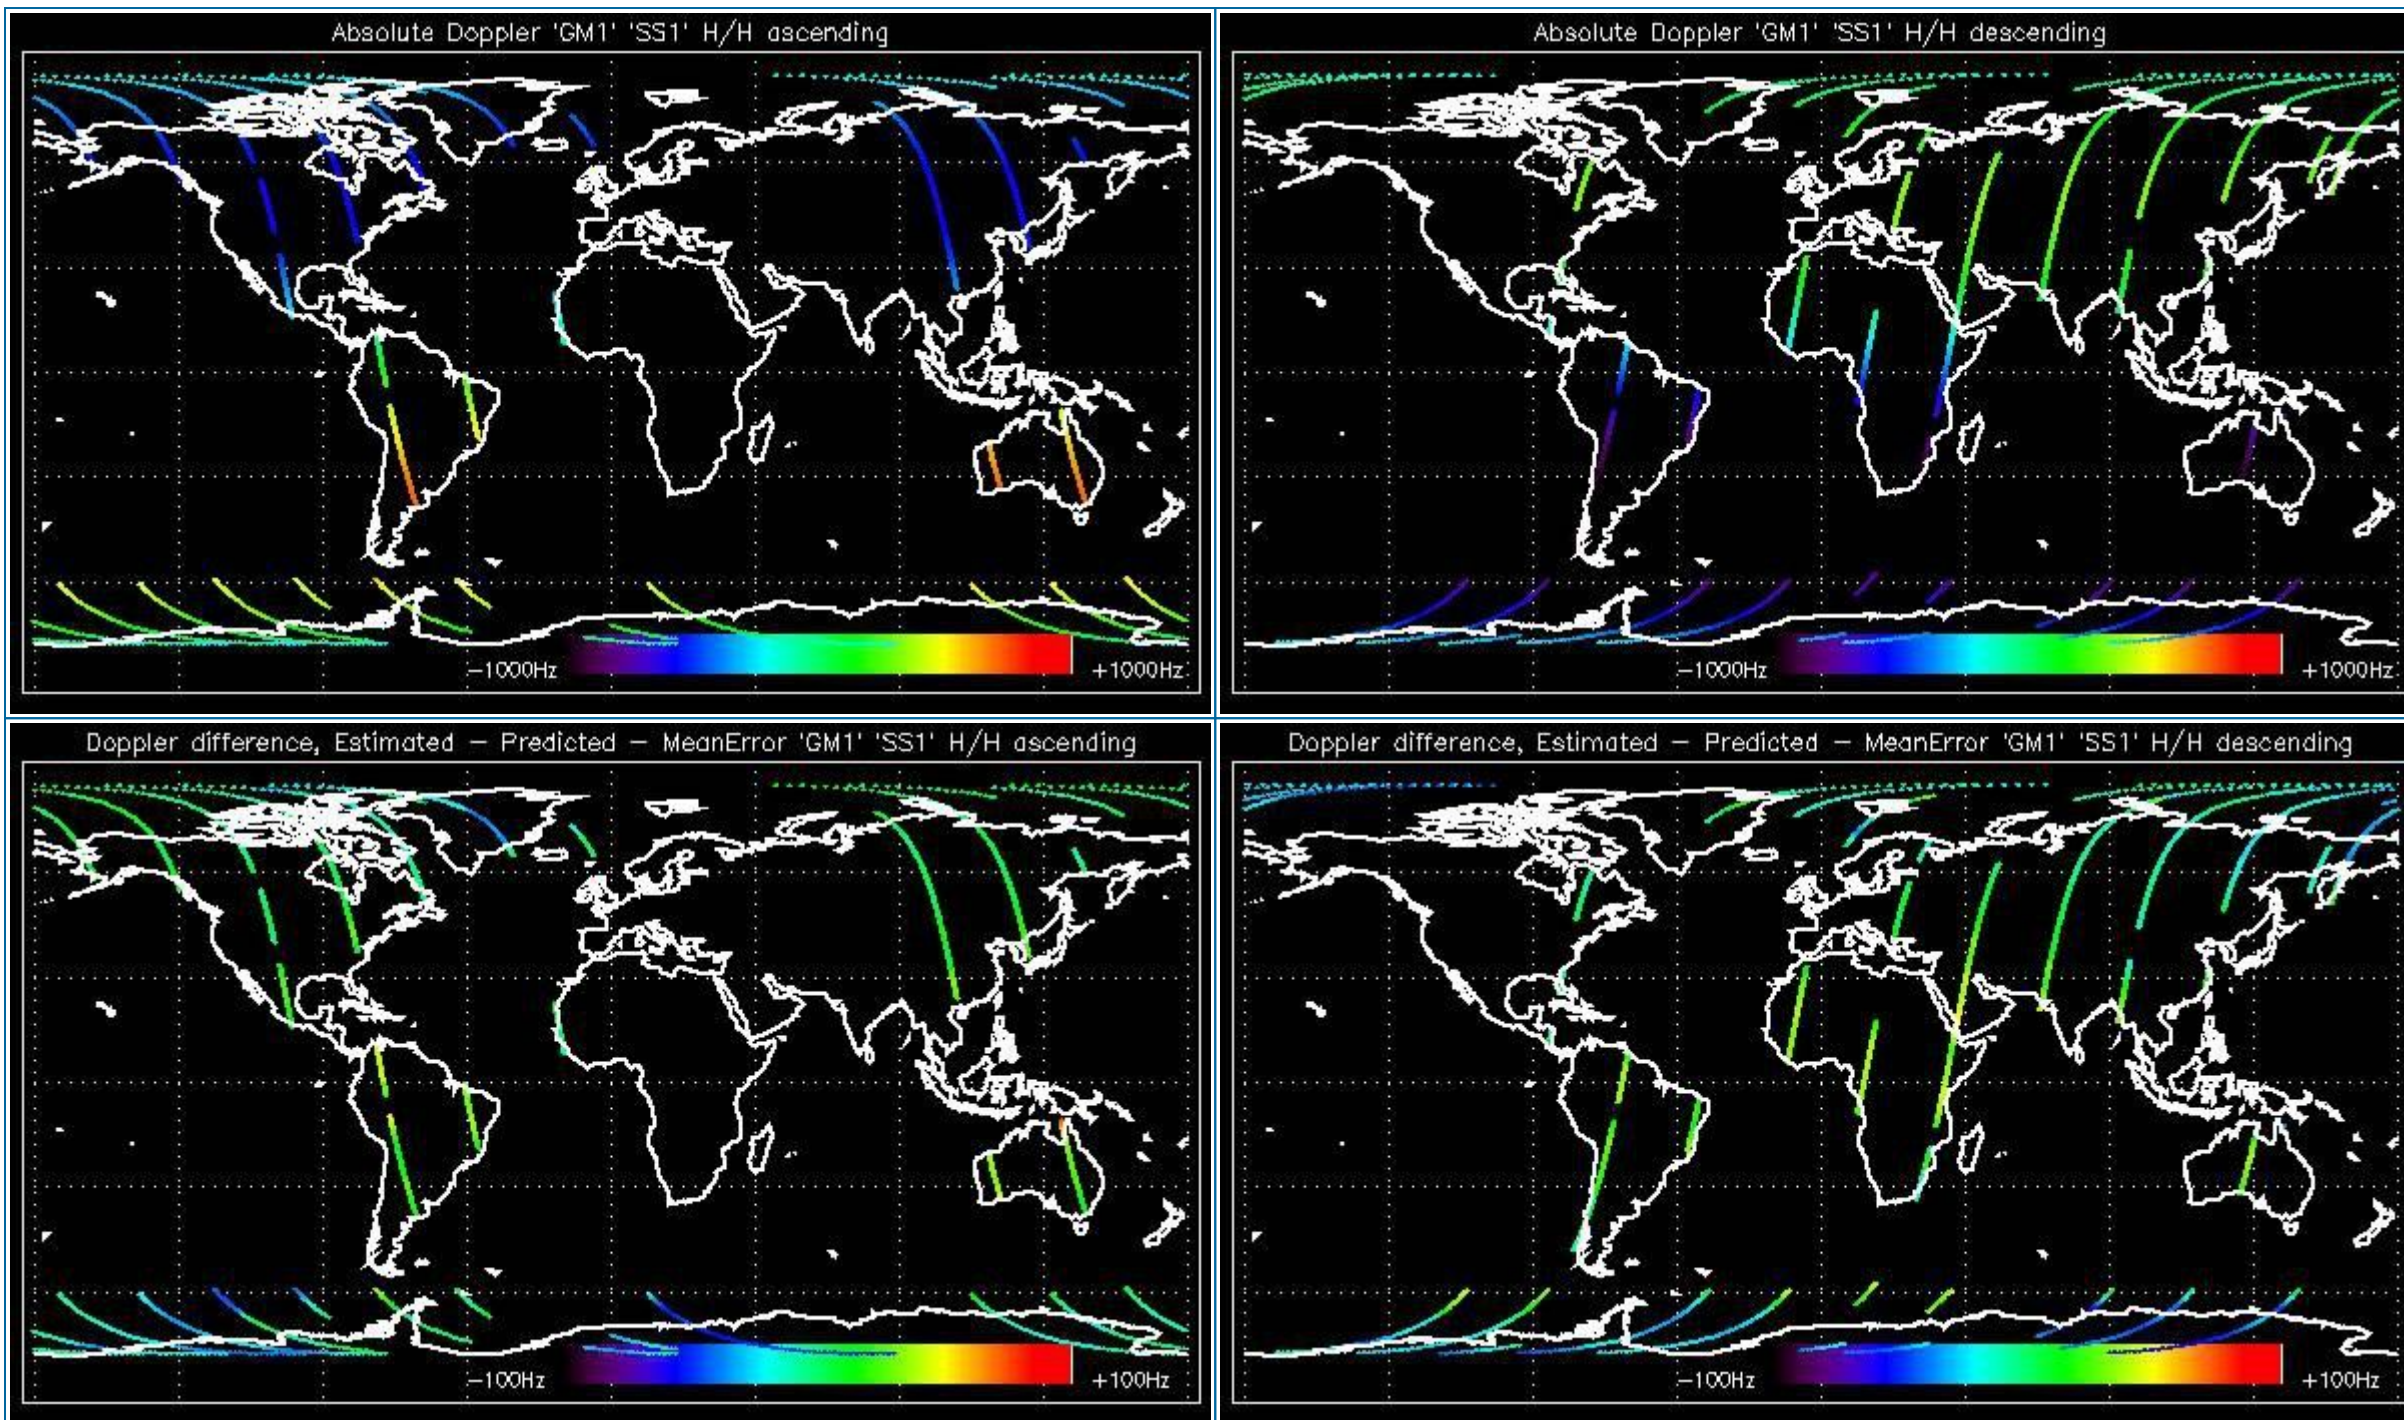 Absolute Doppler 'GM1' 'SS1' H/H ascending
−1000Hz
+1000Hz
Absolute Doppler 'GM1' 'SS1' H/H descending
−1000Hz
+1000Hz
Doppler difference, Estimated − Predicted − MeanError 'GM1' 'SS1' H/H ascending
−100Hz
+100Hz
Doppler difference, Estimated − Predicted − MeanError 'GM1' 'SS1' H/H descending
−100Hz
+100Hz